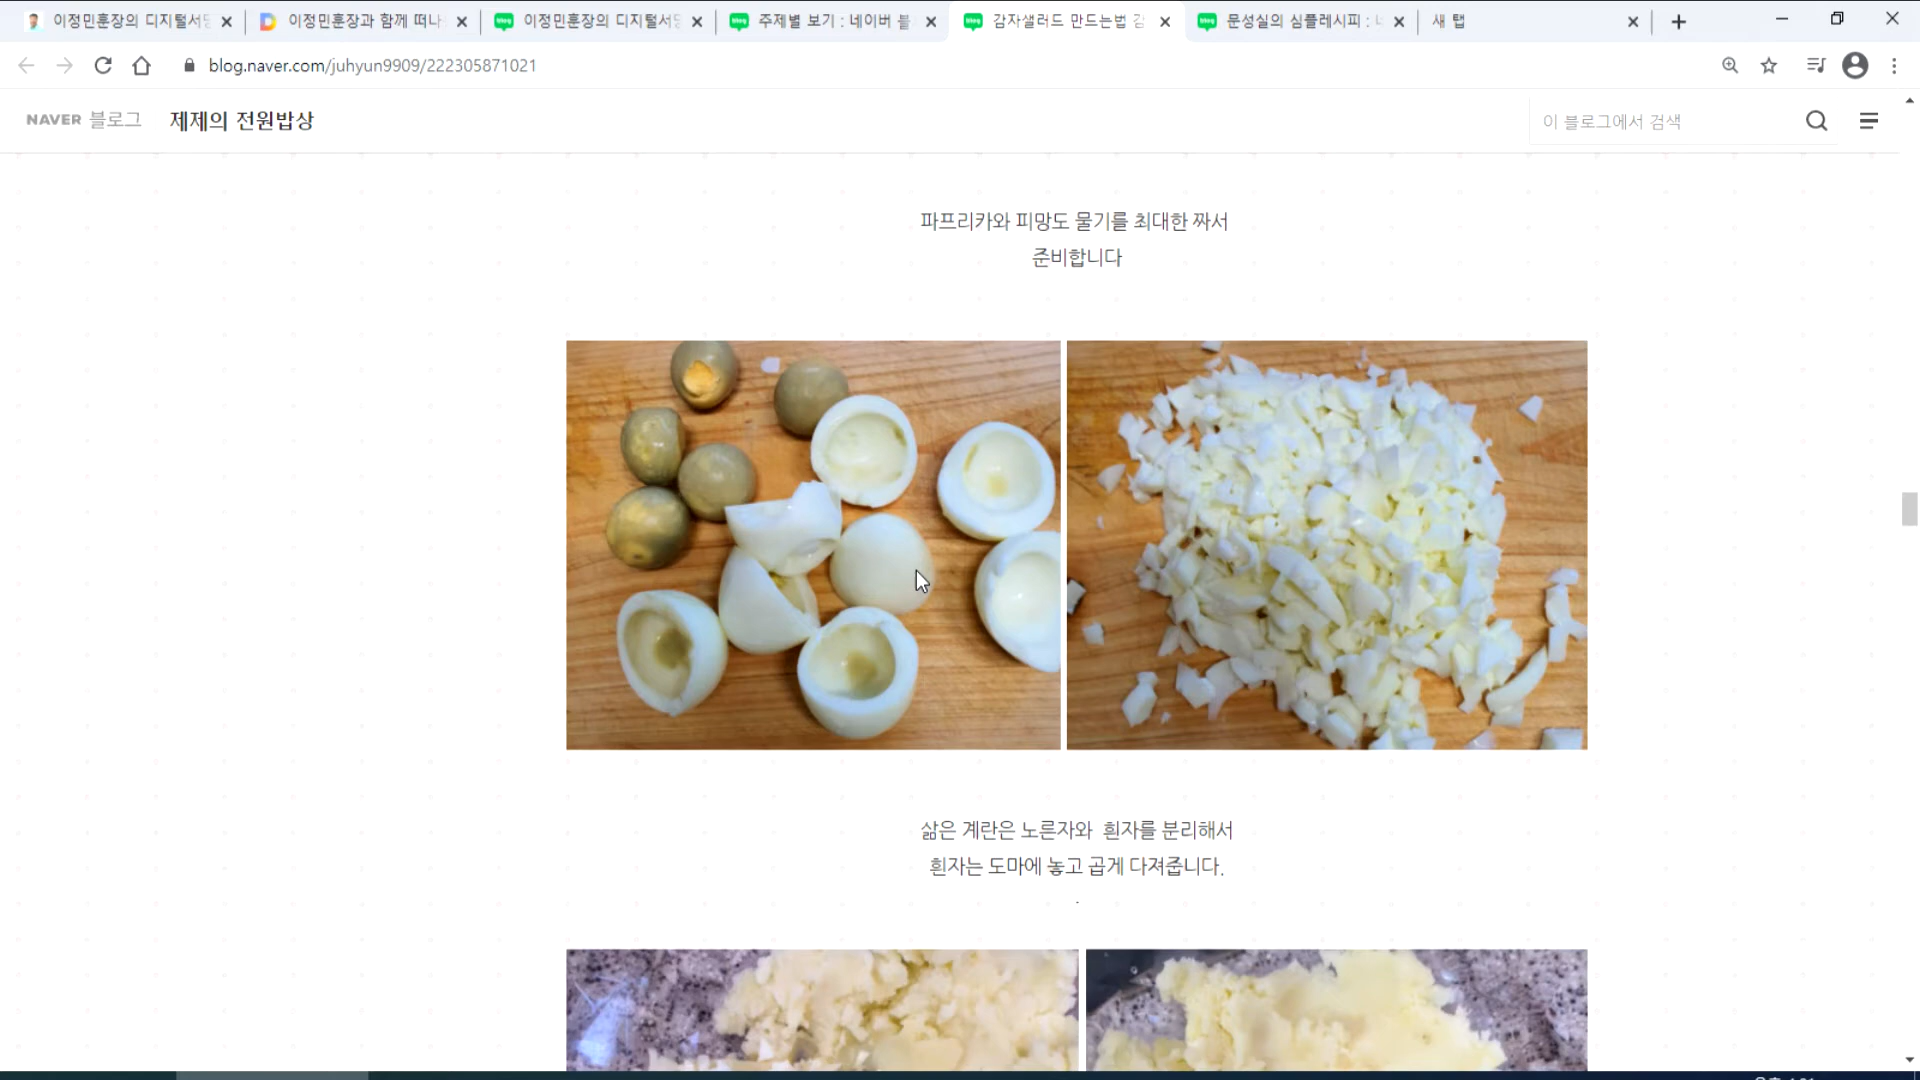 이정민훈장의 디지털서당
이정민훈장과 함께 떠나
이정민훈장의 디지털서당
주제별 보기 : 네이버 블
감자샐러드 만드는법 감
문성실의 심플레시피 : 네
새 탭
blog.naver.com/juhyun9909/222305871021
NAVER 블로그
제제의 전원밥상
이 블로그에서 검색
파프리카와 피망도 물기를 최대한 짜서
준비합니다
삶은 계란은 노른자와 흰자를 분리해서
흰자는 도마에 놓고 곱게 다져줍니다.
.